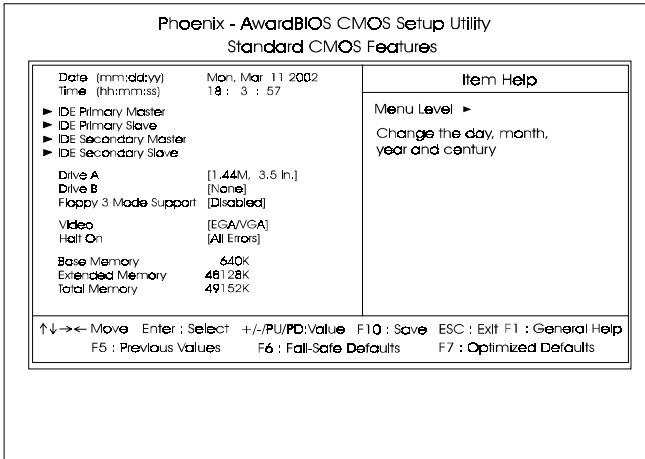 Phoenix - AwardBIOS CMOS Setup Utility
Standard CMOS Features
Date (mm:dd:yy) Mon, Mar 11 2002
Time (hh:mm:ss) 18 : 3 : 57
► IDE Primary Master
► IDE Primary Slave
► IDE Secondary Master
► IDE Secondary Slave
Drive A [1.44M, 3.5 in.]
Drive B [None]
Floppy 3 Mode Support [Disabled]
Video [EGA/VGA]
Halt On [All Errors]
Base Memory 640K
Extended Memory 48128K
Total Memory 49152K
Item Help
Menu Level ►
Change the day, month,
year and century
↑↓→← Move Enter : Select +/-/PU/PD:Value F10 : Save ESC : Exit F1 : General Help
F5 : Previous Values F6 : Fail-Safe Defaults F7 : Optimized Defaults